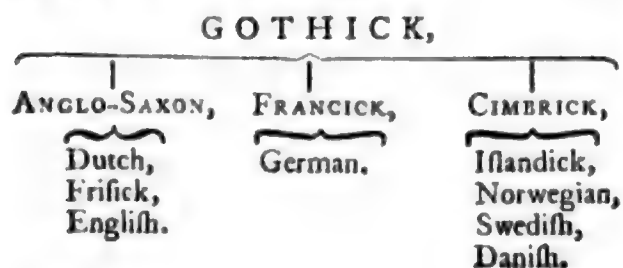 GOTHICK,
ANGLO-SAXON, FRANCICK, CIMBRICK,
Dutch, German. Iſlandick,
Friſick, Norwegian,
Engliſh. Swediſh,
Daniſh.